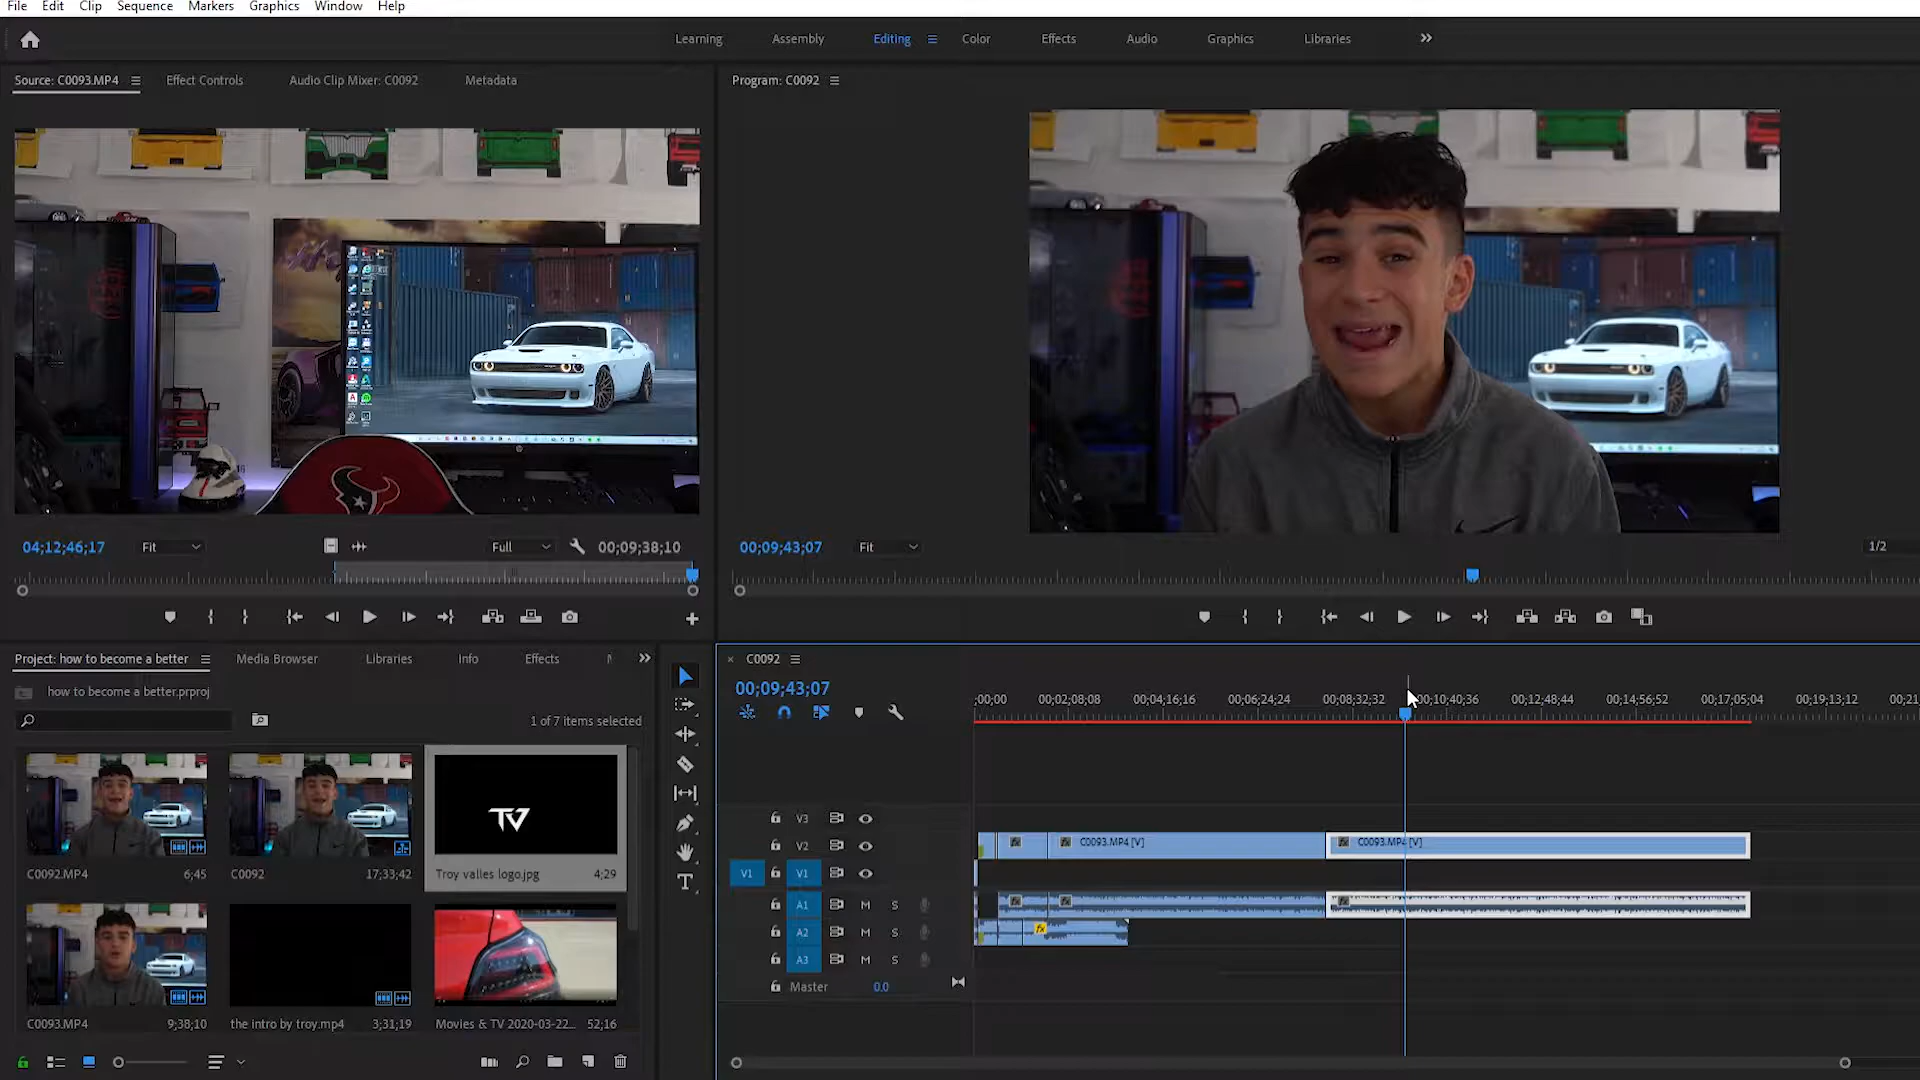 File Edit Clip Sequence Markers Graphics Window Help
Learning Assembly Editing Color Effects Audio Graphics Libraries
Source: C0093.MP4 Effect Controls Audio Clip Mixer: C0092 Metadata
Program: C0092
04;12;46;17 Fit Full 00;09;38;10
00;09;43;07 Fit 1/2
Project: how to become a better Media Browser Libraries Info Effects
how to become a better.prproj
1 of 7 items selected
C0092.MP4 6;45
C0092 17;33;42
TV
Troy valles logo.jpg 4;29
C0093.MP4 9;38;10
the intro by troy.mp4 3;31;19
Movies & TV 2020-03-22... 52;16
C0092
00;09;43;07
;00;00 00;02;08;08 00;04;16;16 00;06;24;24 00;08;32;32 00;10;40;36 00;12;48;44 00;14;56;52 00;17;05;04 00;19;13;12 00;21
V3
V2 fx fx C0093.MP4 [V] fx C0093.MP4 [V]
V1 V1
A1 M S fx fx fx
A2 M S fx
A3 M S
Master 0.0